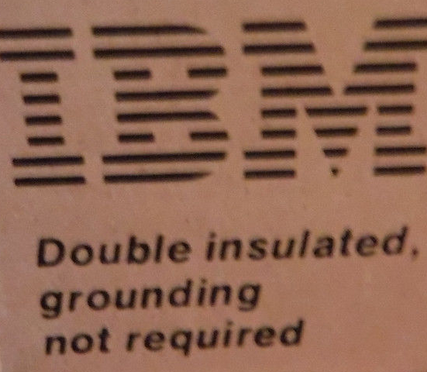 IBM
Double insulated,
grounding
not required